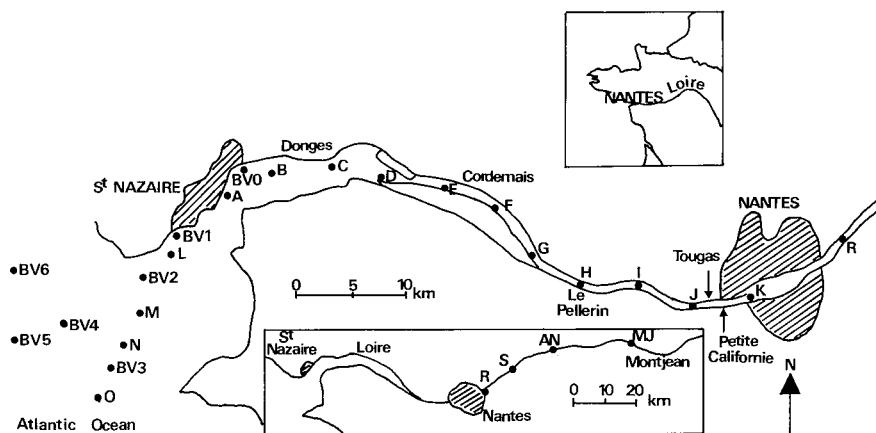 NANTES
Loire
Donges
Cordemais
St NAZAIRE
BV0
B
C
D
E
F
A
NANTES
BV1
L
G
R
Tougas
BV6
BV2
H
I
J
K
0 5 10
km
Le
Pellerin
M
BV4
BV5
N
Petite
Californie
BV3
O
St
Nazaire
Loire
R
S
AN
MJ
Montjean
Nantes
0 10 20
km
N
Atlantic Ocean